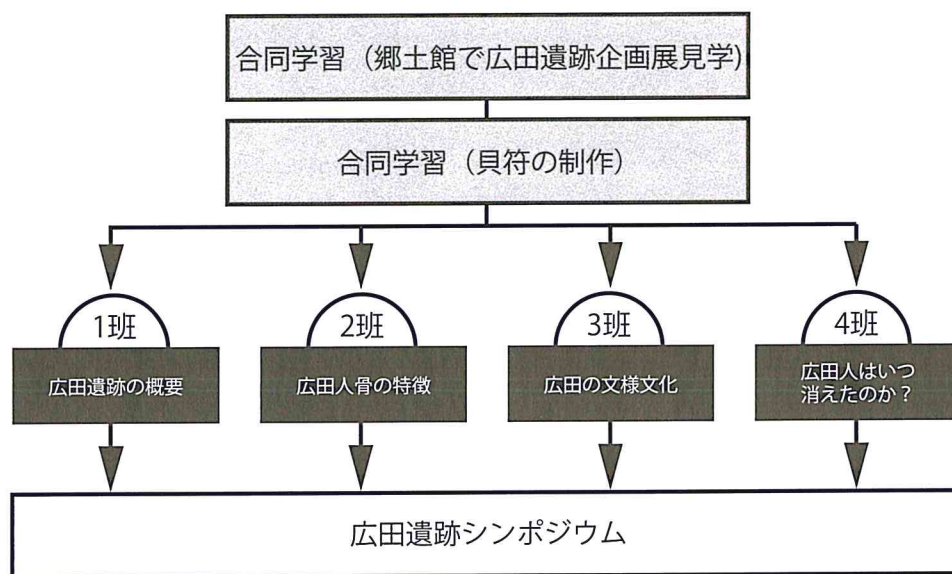 合同学習（郷土館で広田遺跡企画展見学)
合同学習（貝符の制作）
1班
広田遺跡の概要
2班
広田人骨の特徴
3班
広田の文様文化
4班
広田人はいつ
消えたのか？
広田遺跡シンポジウム